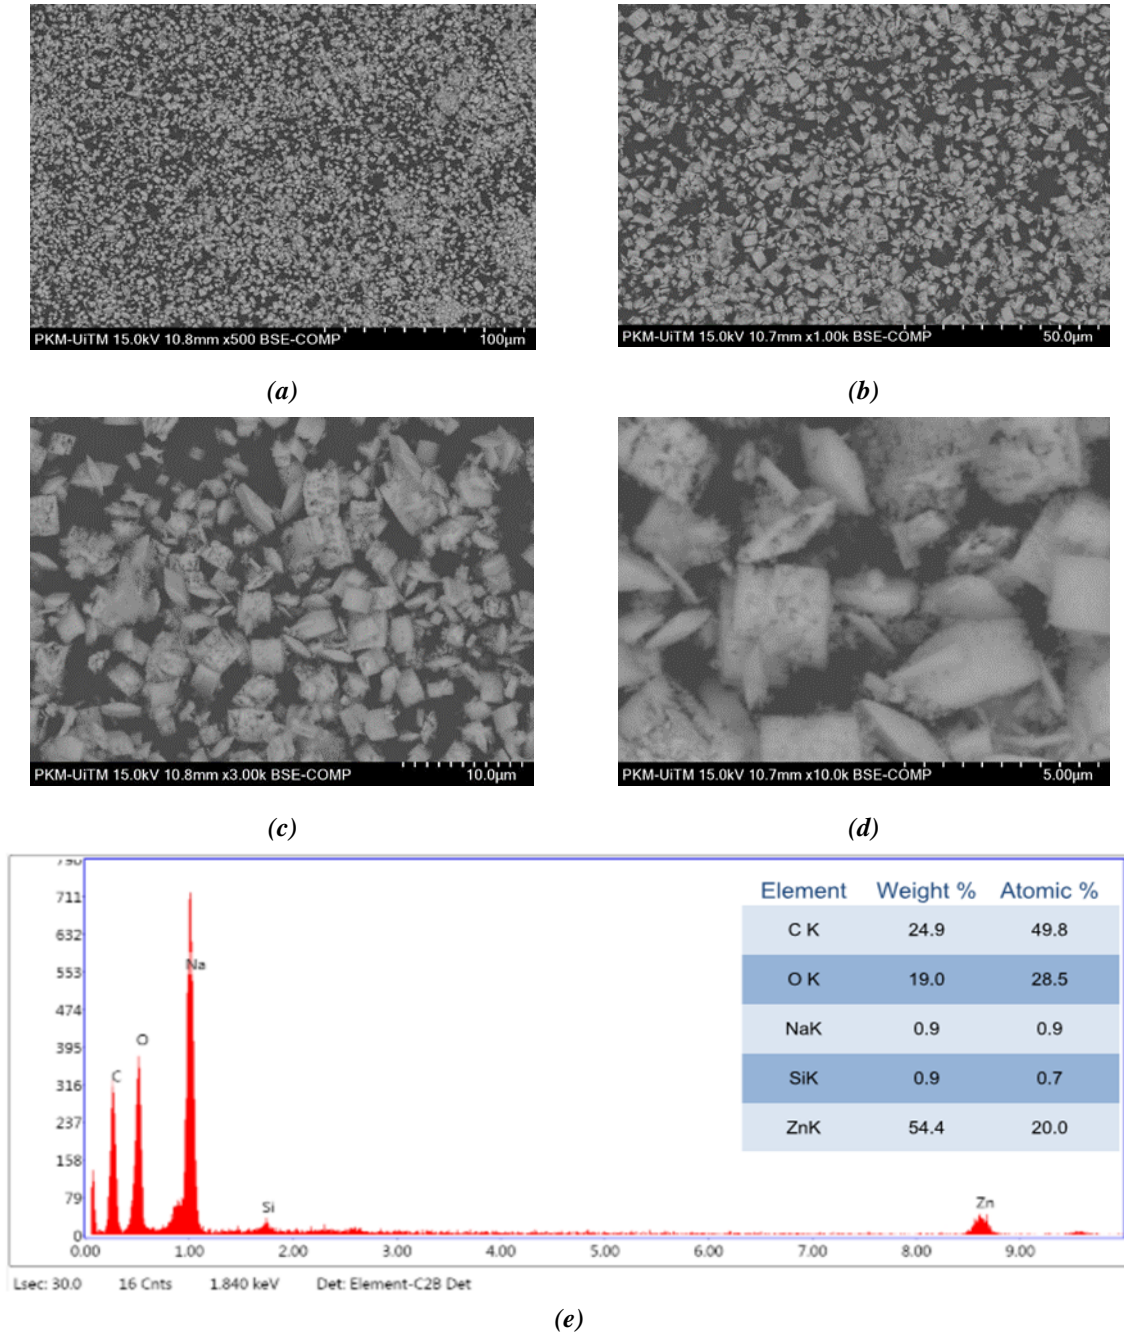 PKM-UiTM 15.0kV 10.8mm x500 BSE-COMP 100µm
PKM-UiTM 15.0kV 10.7mm x1.00k BSE-COMP 50.0µm
(a)
(b)
PKM-UiTM 15.0kV 10.8mm x3.00k BSE-COMP 10.0µm
PKM-UiTM 15.0kV 10.7mm x10.0k BSE-COMP 5.00µm
(c)
(d)
790
711
632
553
474
395
316
237
158
79
0
C
O
Na
Si
Zn
Element Weight % Atomic %
C K 24.9 49.8
O K 19.0 28.5
NaK 0.9 0.9
SiK 0.9 0.7
ZnK 54.4 20.0
0.00 1.00 2.00 3.00 4.00 5.00 6.00 7.00 8.00 9.00
Lsec: 30.0 16 Cnts 1.840 keV Det: Element-C2B Det
(e)